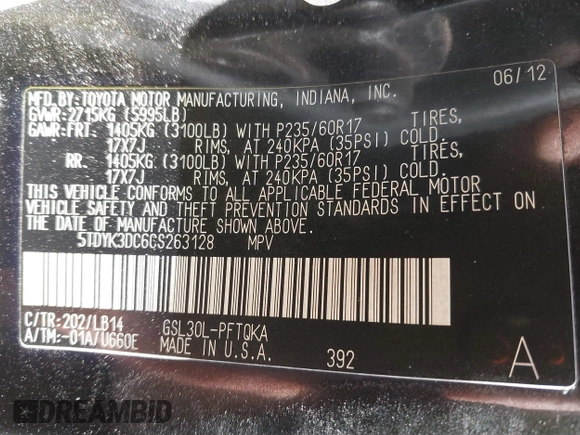 06/12
MFD.BY:TOYOTA MOTOR MANUFACTURING, INDIANA, INC.
GVWR:2715KG (5995LB)
GAWR:FRT. 1405KG (3100LB) WITH P235/60R17 TIRES,
17X7J RIMS, AT 240KPA (35PSI) COLD.
RR. 1405KG (3100LB) WITH P235/60R17 TIRES,
17X7J RIMS, AT 240KPA (35PSI) COLD.
THIS VEHICLE CONFORMS TO ALL APPLICABLE FEDERAL MOTOR
VEHICLE SAFETY AND THEFT PREVENTION STANDARDS IN EFFECT ON
THE DATE OF MANUFACTURE SHOWN ABOVE.
5TDYK3DC6CS263128 MPV
C/TR:202/LB14 GSL30L-PFTQKA
A/TM:-01A/U660E MADE IN U.S.A. 392 A
DREAMBID